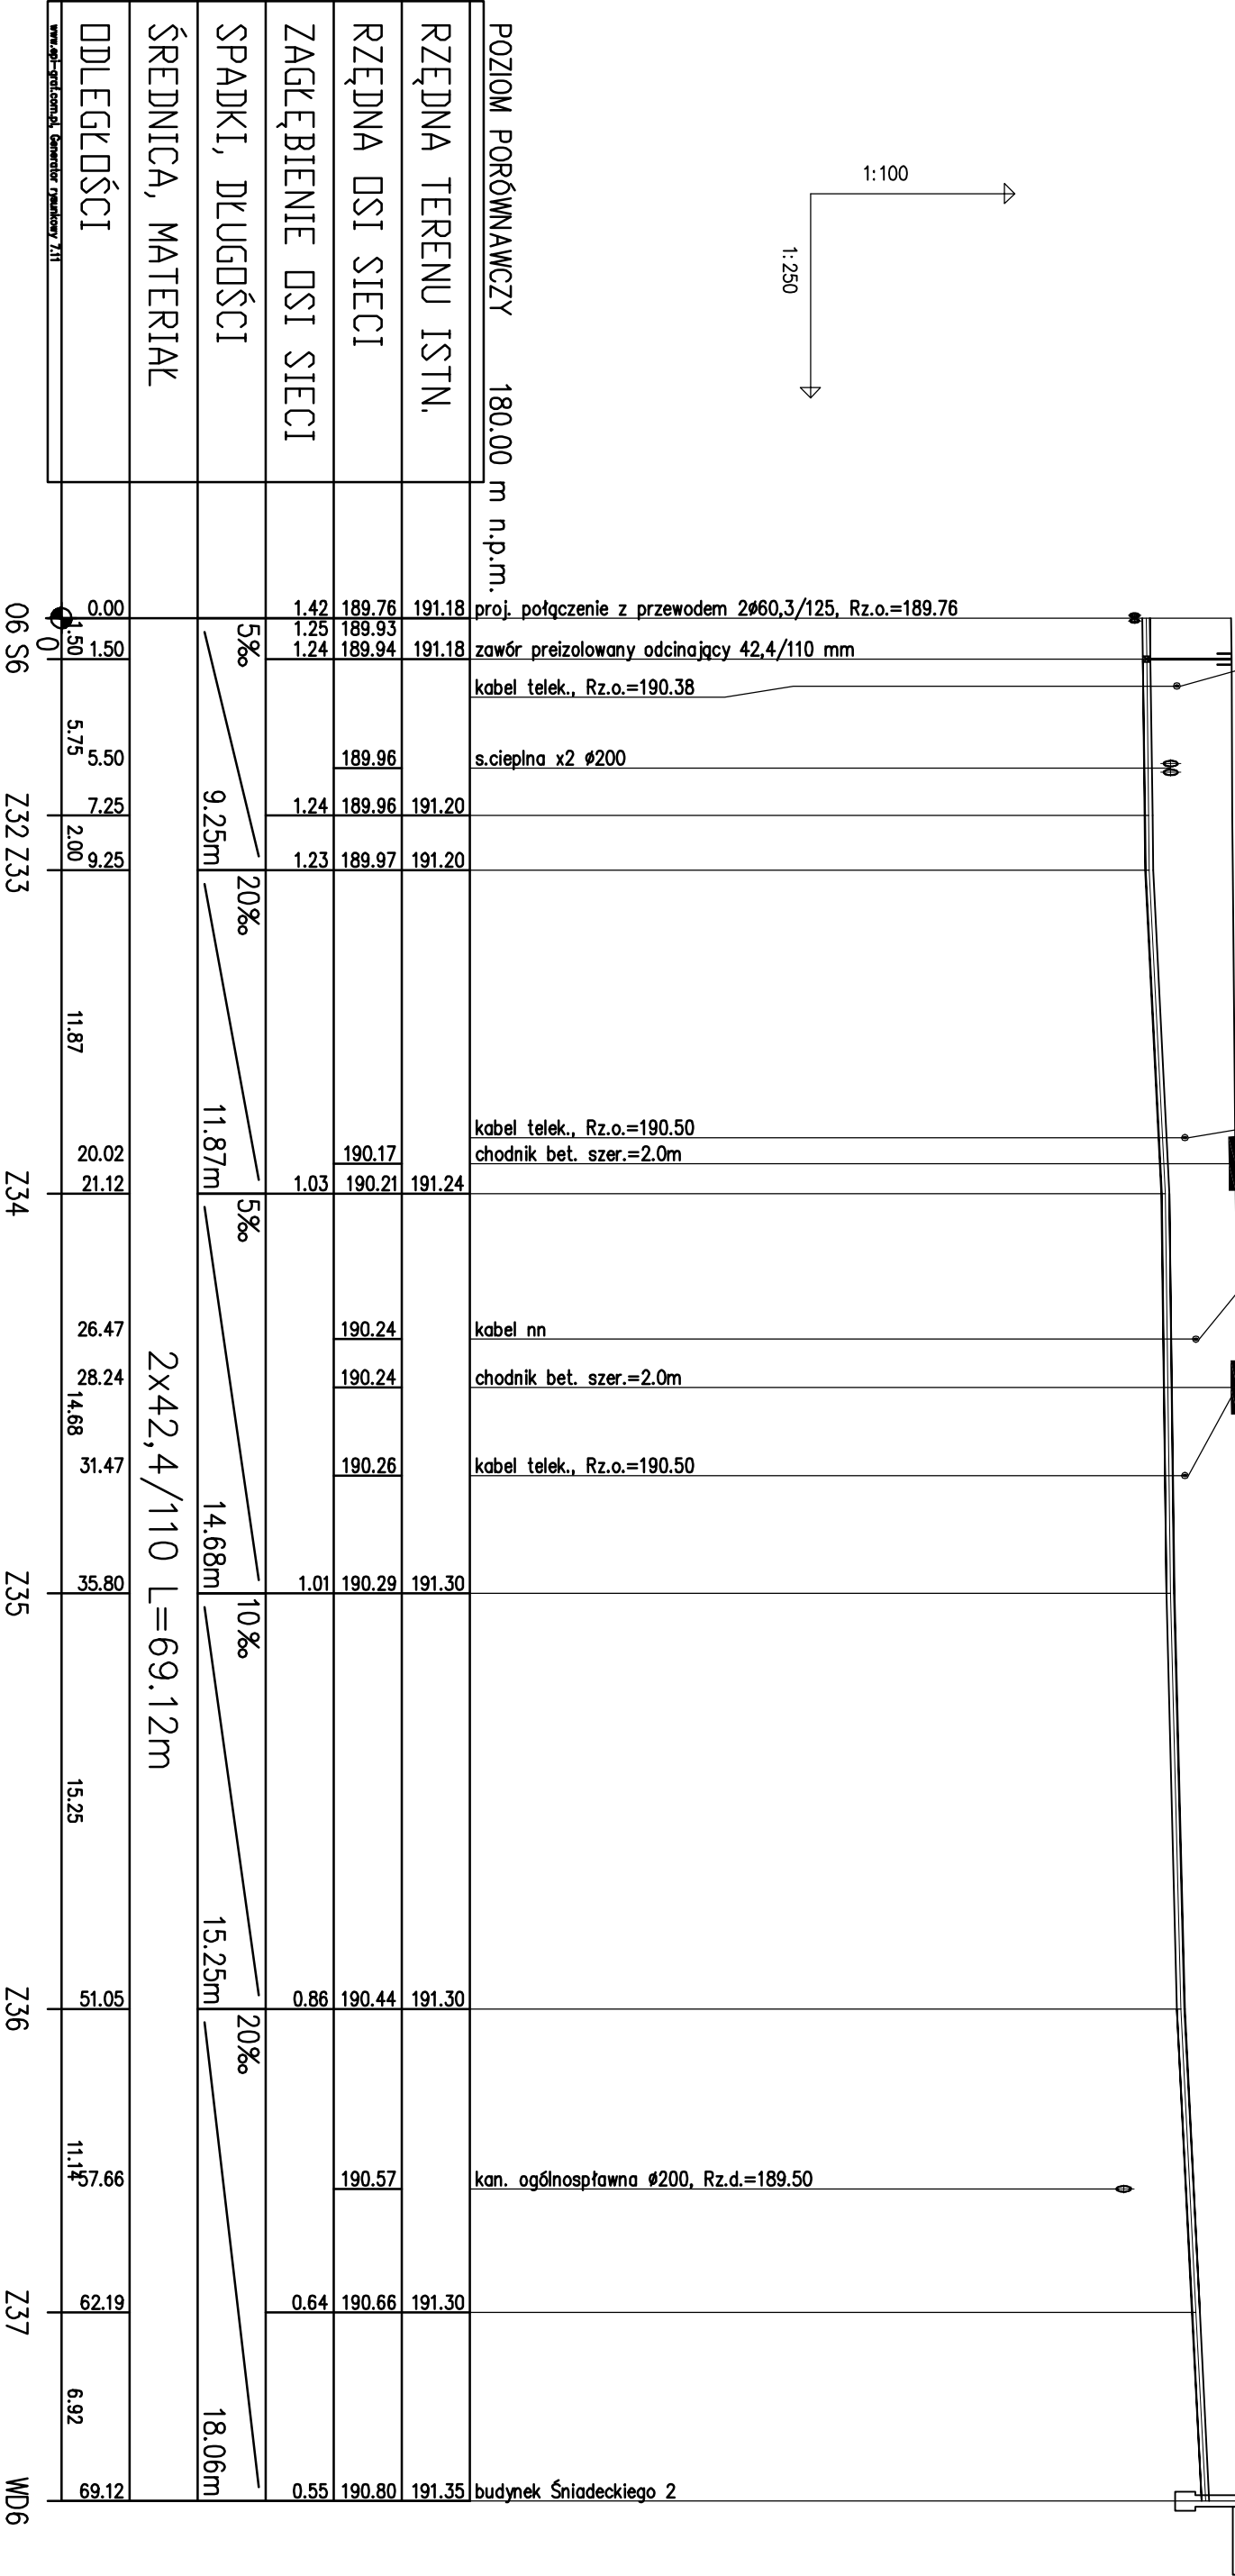 1:100
1:250
POZIOM PORÓWNAWCZY 180.00 m n.p.m.
proj. połączenie z przewodem 2ø60,3/125, Rz.o.=189.76
zawór preizolowany odcinający 42,4/110 mm
kabel telek., Rz.o.=190.38
s.cieplna x2 ø200
kabel telek., Rz.o.=190.50
chodnik bet. szer.=2.0m
kabel nn
chodnik bet. szer.=2.0m
kabel telek., Rz.o.=190.50
kan. ogólnospławna ø200, Rz.d.=189.50
budynek Śniadeckiego 2
RZĘDNA TERENU ISTN.
191.18 191.18 191.20 191.20 191.24 191.30 191.30 191.30 191.35
RZĘDNA OSI SIECI
189.76 189.93 189.94 189.96 189.96 189.97 190.17 190.21 190.24 190.24 190.26 190.29 190.44 190.57 190.66 190.80
ZAGŁĘBIENIE OSI SIECI
1.42 1.25 1.24 1.24 1.23 1.03 1.01 0.86 0.64 0.55
SPADKI, DŁUGOŚCI
5‰ 9.25m 20‰ 11.87m 5‰ 14.68m 10‰ 15.25m 20‰ 18.06m
ŚREDNICA, MATERIAŁ
2x42,4/110 L=69.12m
ODLEGŁOŚCI
0.00 1.50 5.50 7.25 9.25 20.02 21.12 26.47 28.24 31.47 35.80 51.05 57.66 62.19 69.12
1.50 5.75 2.00 11.87 14.68 15.25 11.14 6.92
www.epi-graf.com.pl, Generator rysunkowy 7.11
0
O6 S6 Z32 Z33 Z34 Z35 Z36 Z37 WD6